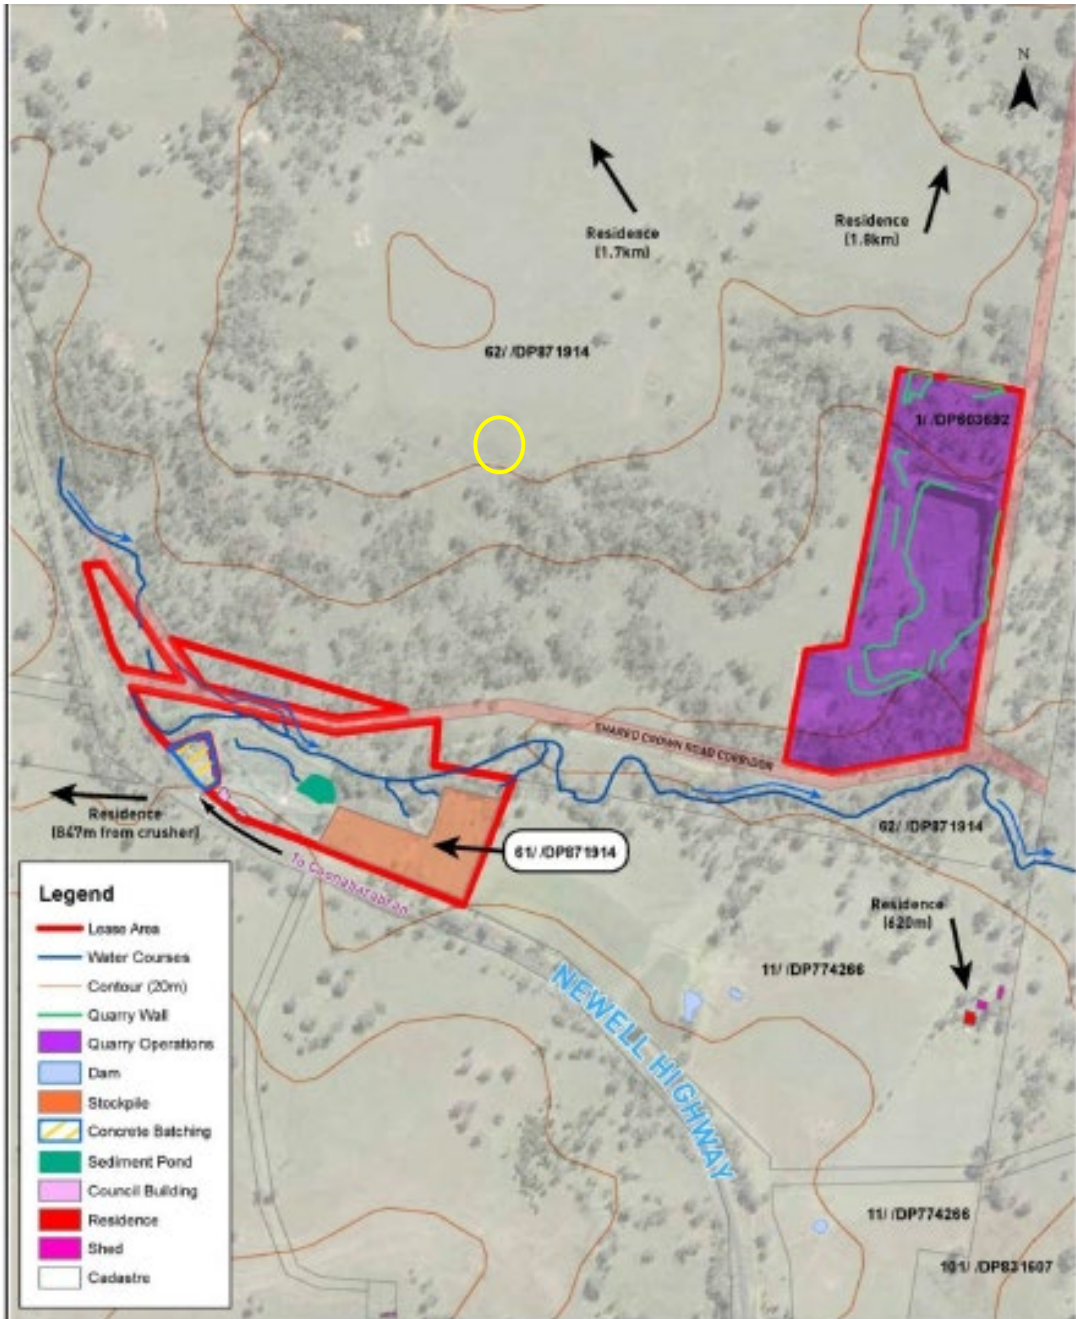 N
Residence
(1.7km)
Residence
(1.8km)
62/ /DP871914
1/ /DP603692
SHARED CROWN ROAD CORRIDOR
Residence
(847m from crusher)
62/ /DP871914
61/ /DP871914
To Coonabarabran
Residence
(620m)
11/ /DP774266
NEWELL HIGHWAY
Legend
Lease Area
Water Courses
Contour (20m)
Quarry Wall
Quarry Operations
Dam
Stockpile
Concrete Batching
Sediment Pond
Council Building
Residence
Shed
Cadastre
11/ /DP774266
101/ /DP831607